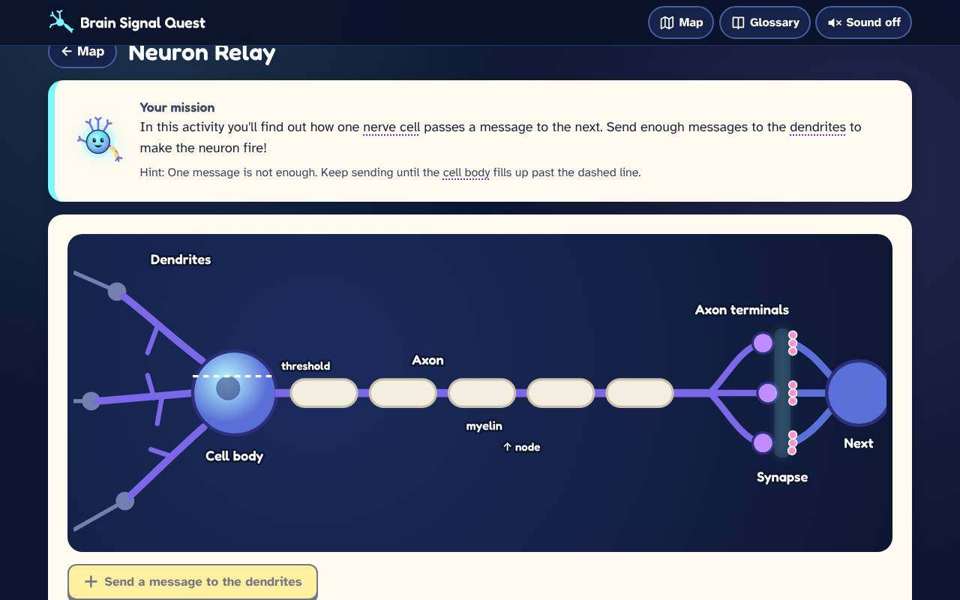 Brain Signal Quest
Map
Glossary
Sound off
← Map
Neuron Relay
Your mission
In this activity you'll find out how one nerve cell passes a message to the next. Send enough messages to the dendrites to
make the neuron fire!
Hint: One message is not enough. Keep sending until the cell body fills up past the dashed line.
Dendrites
Axon terminals
threshold
Axon
myelin
↑ node
Next
Cell body
Synapse
+ Send a message to the dendrites